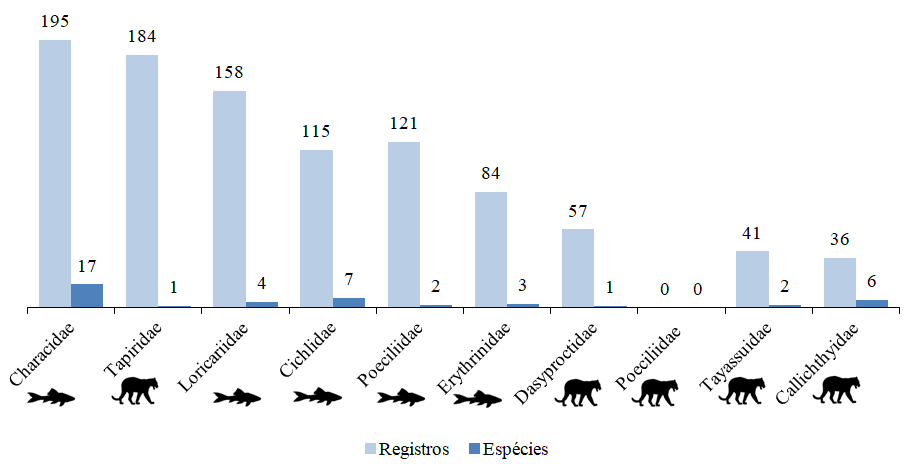 195
184
158
115
121
84
57
0
0
41
36
17
1
4
7
2
3
1
2
6
Characidae
Tapiridae
Loricariidae
Cichlidae
Poeciliidae
Erythrinidae
Dasyproctidae
Poeciliidae
Tayassuidae
Callichthyidae
Registros
Espécies